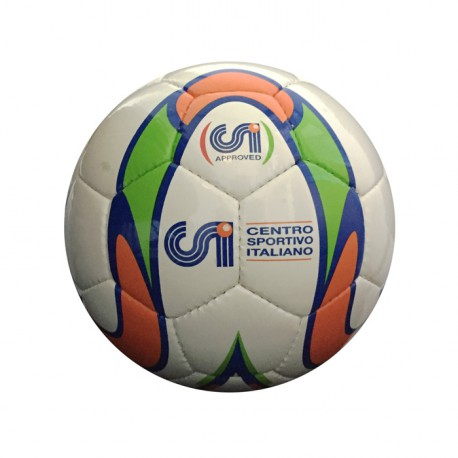 CSi
APPROVED
CSi
CENTRO
SPORTIVO
ITALIANO